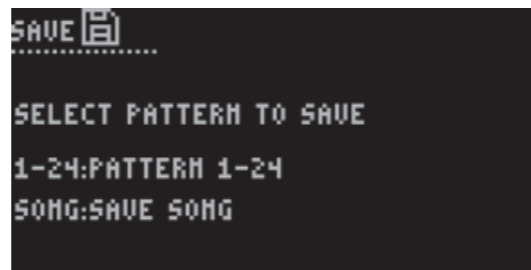 SAVE
SELECT PATTERN TO SAVE
1-24:PATTERN 1-24
SONG:SAVE SONG